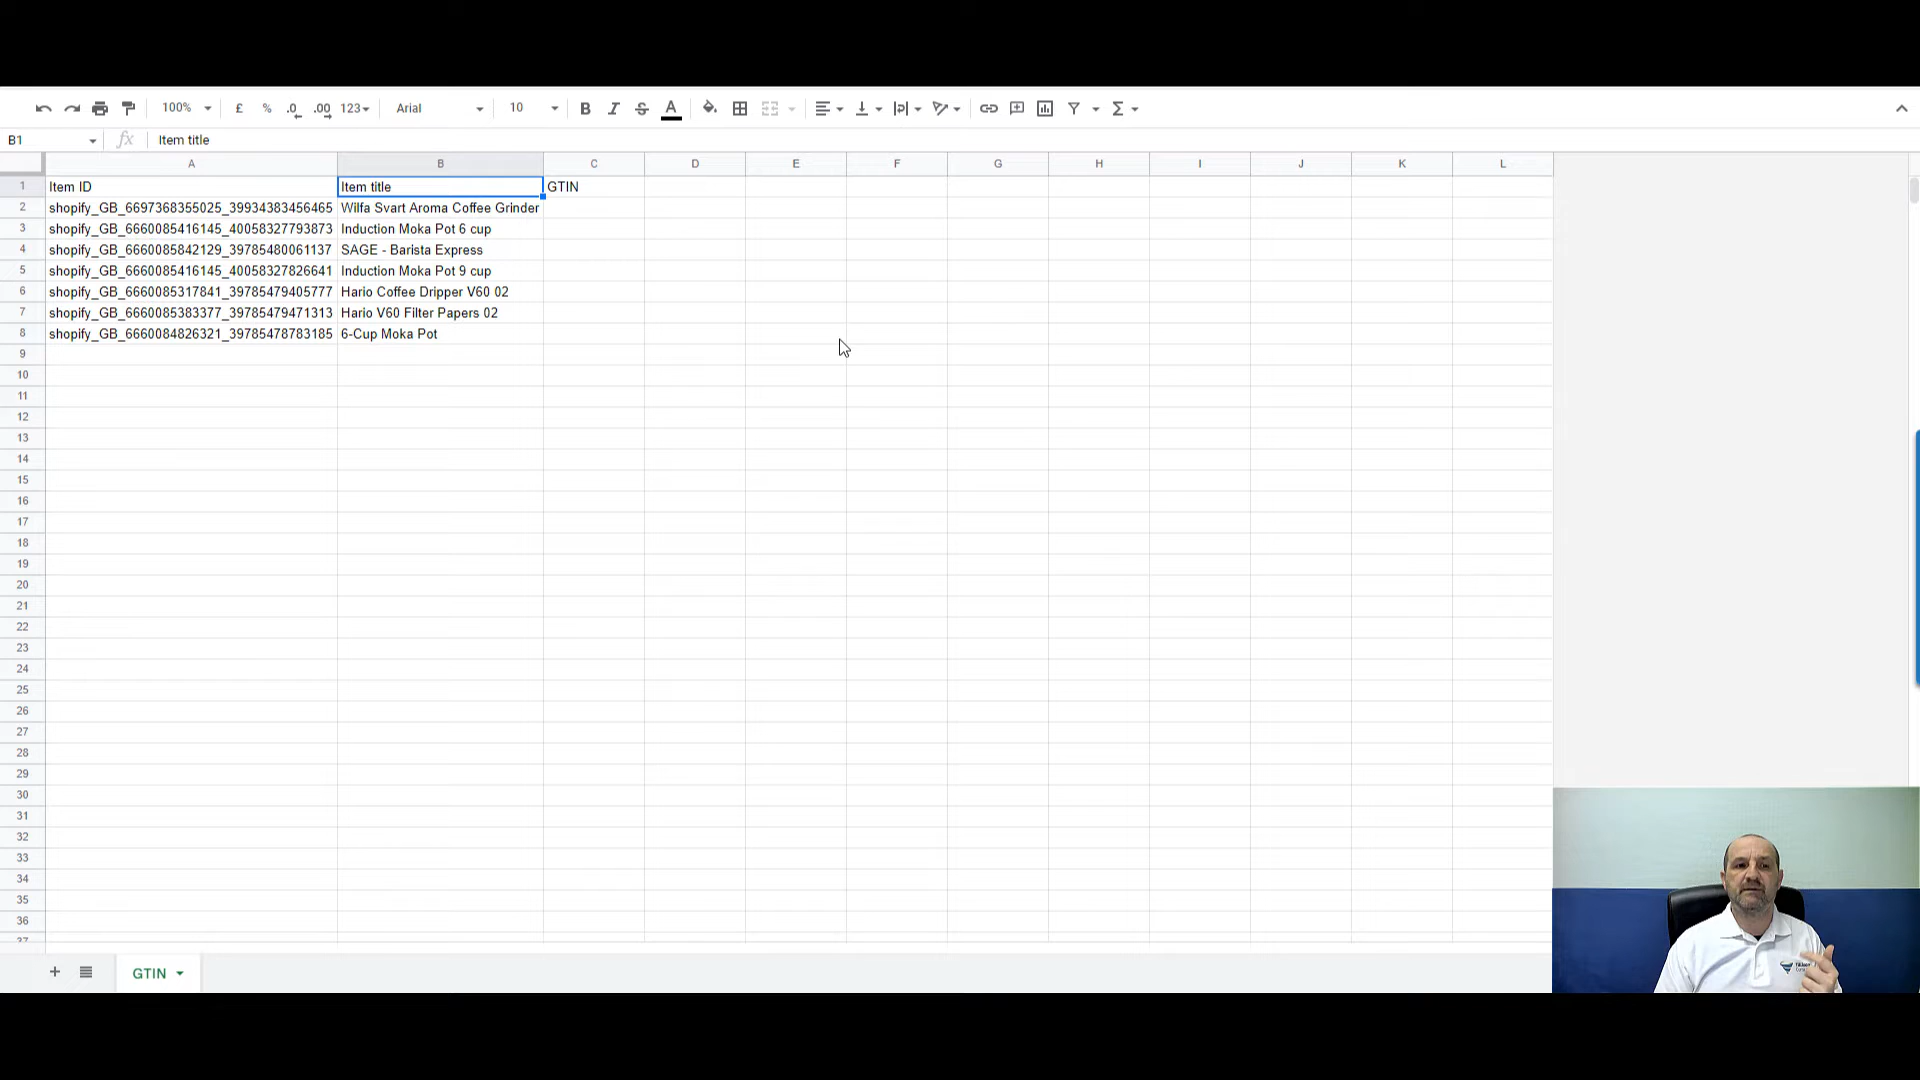 100% £ % .0 .00 123 Arial 10 B I S A
B1 fx Item title
A B C D E F G H I J K L
1 Item ID Item title GTIN
2 shopify_GB_6697368355025_39934383456465 Wilfa Svart Aroma Coffee Grinder
3 shopify_GB_6660085416145_40058327793873 Induction Moka Pot 6 cup
4 shopify_GB_6660085842129_39785480061137 SAGE - Barista Express
5 shopify_GB_6660085416145_40058327826641 Induction Moka Pot 9 cup
6 shopify_GB_6660085317841_39785479405777 Hario Coffee Dripper V60 02
7 shopify_GB_6660085383377_39785479471313 Hario V60 Filter Papers 02
8 shopify_GB_6660084826321_39785478783185 6-Cup Moka Pot
9
10
11
12
13
14
15
16
17
18
19
20
21
22
23
24
25
26
27
28
29
30
31
32
33
34
35
36
37
GTIN